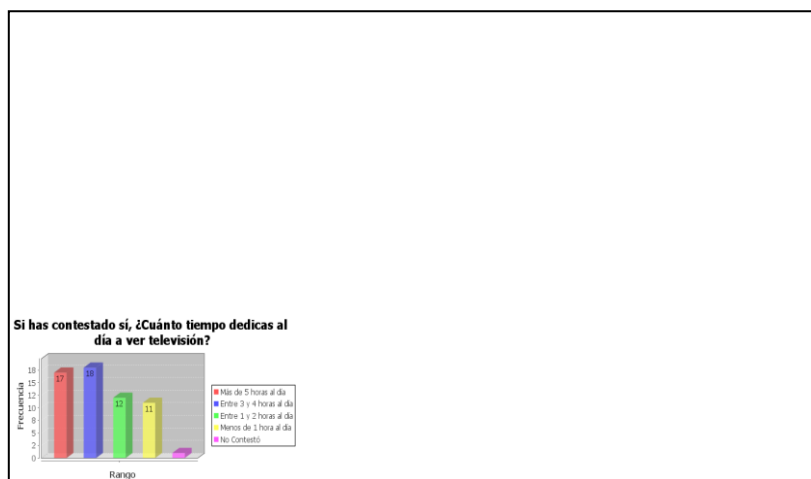 Si has contestado sí, ¿Cuánto tiempo dedicas al
día a ver televisión?
Frecuencia
18
15
12
10
8
5
2
0
17
18
12
11
Más de 5 horas al día
Entre 3 y 4 horas al día
Entre 1 y 2 horas al día
Menos de 1 hora al día
No Contestó
Rango